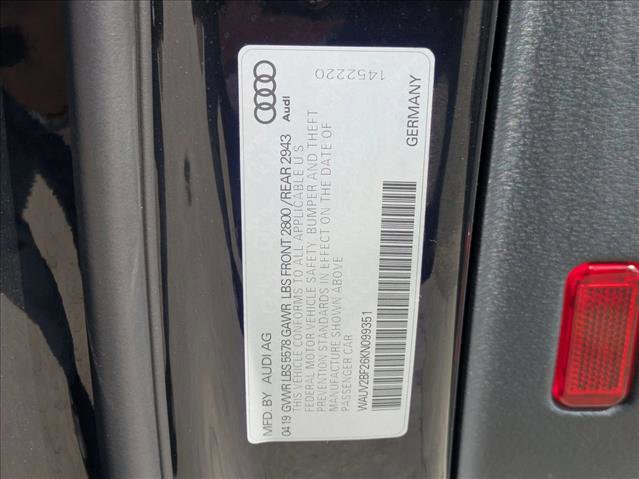 Audi
1452220
GERMANY
MFD. BY AUDI AG
0419 GVWR LBS 5578 GAWR LBS FRONT 2800 / REAR 2943
THIS VEHICLE CONFORMS TO ALL APPLICABLE U S
FEDERAL MOTOR VEHICLE SAFETY, BUMPER AND THEFT
PREVENTION STANDARDS IN EFFECT ON THE DATE OF
MANUFACTURE SHOWN ABOVE
PASSENGER CAR
WAUV2BF26KN099351